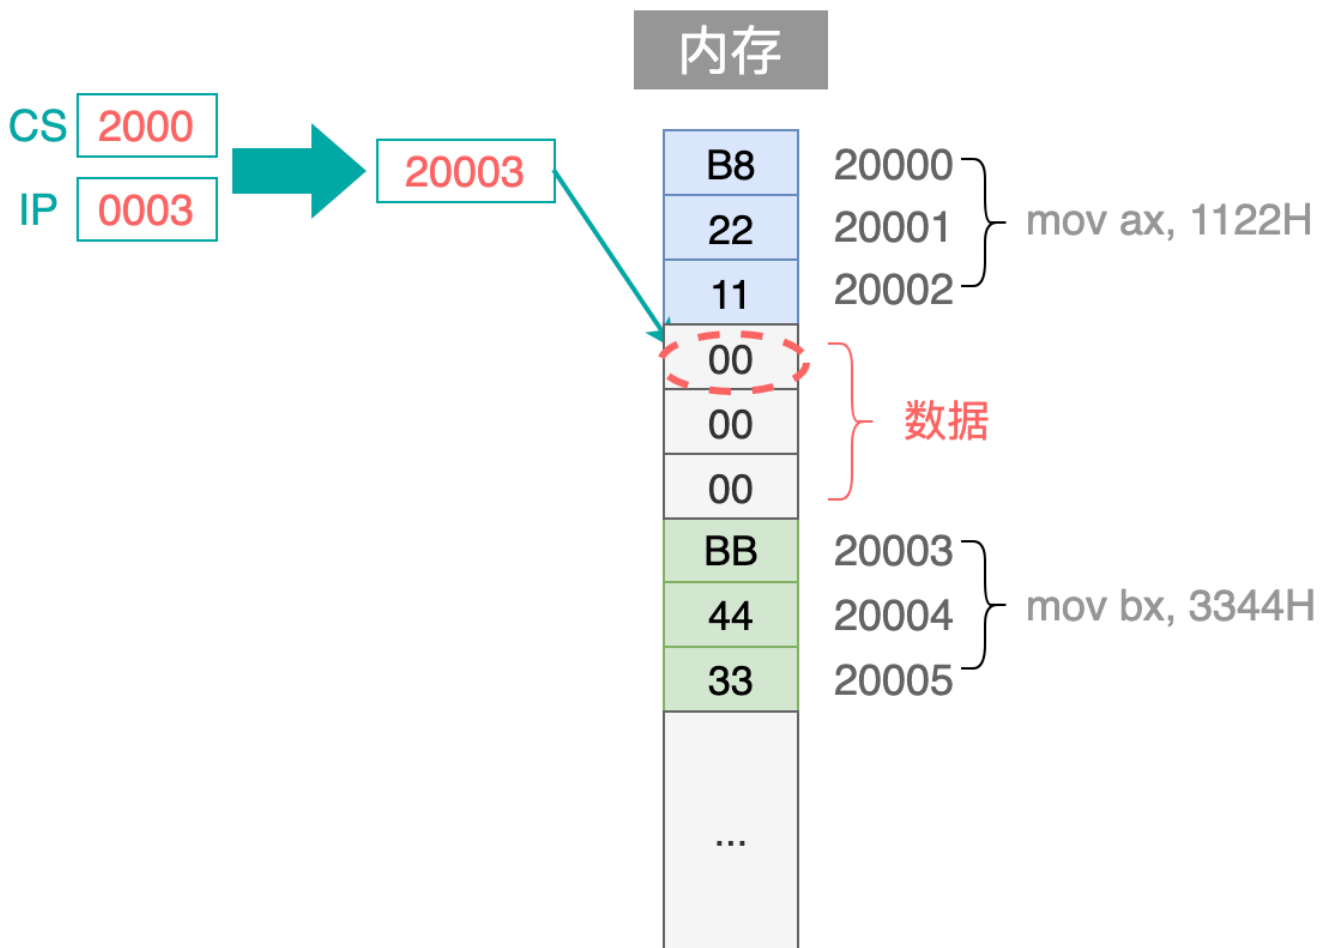 内存
CS 2000
IP 0003
20003
B8 20000
22 20001
11 20002
mov ax, 1122H
00
00
00
数据
BB 20003
44 20004
33 20005
mov bx, 3344H
...